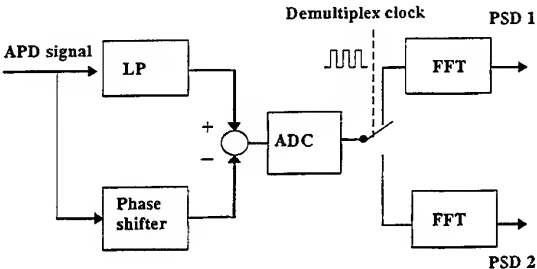 Demultiplex clock
PSD 1
APD signal
LP
FFT
+
ADC
−
Phase
shifter
FFT
PSD 2